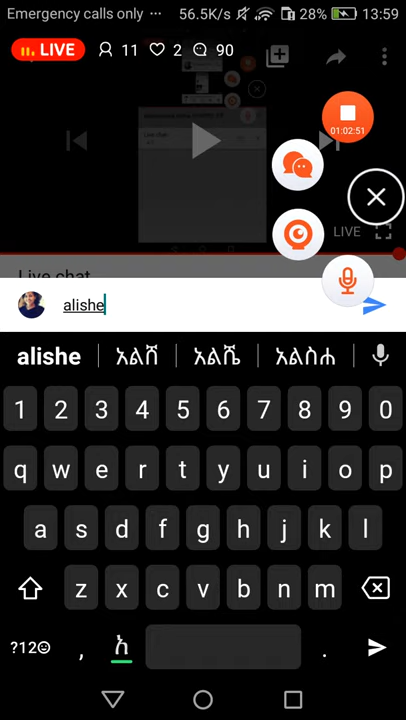 Emergency calls only ··· 56.5K/s 28% 13:59
LIVE 11 2 90
01:02:51
LIVE
Live chat
alishe
alishe አልሸ አልሼ አልስሐ
1 2 3 4 5 6 7 8 9 0
q w e r t y u i o p
a s d f g h j k l
z x c v b n m
?12☺ , አ .